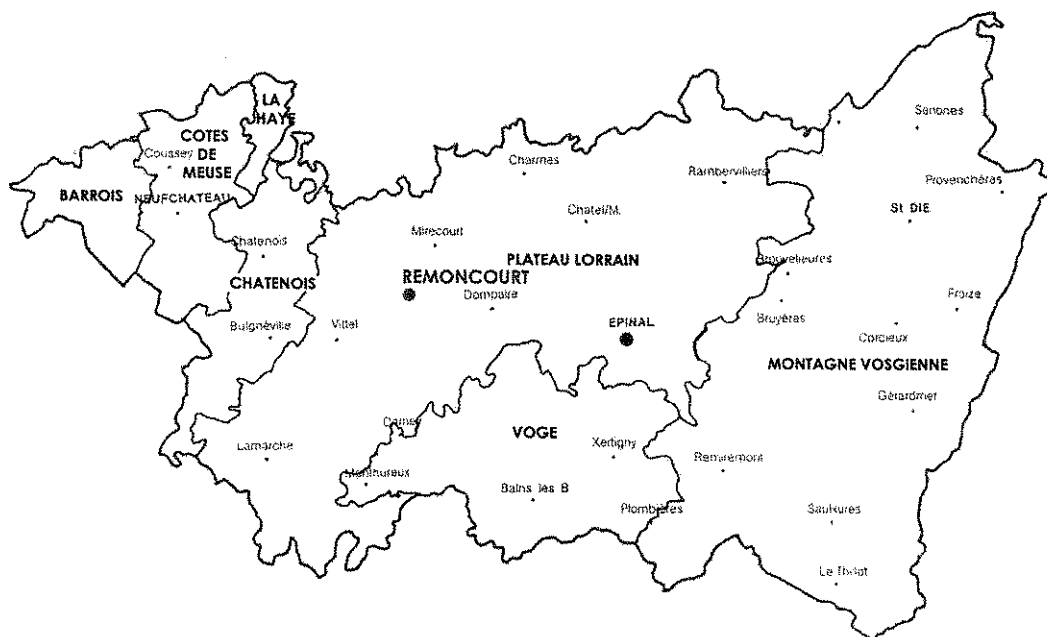 LA
HAYE
COTES
DE
MEUSE
Coussey
BARROIS
NEUFCHATEAU
Chatenois
CHATENOIS
Bulgnéville
Vittel
Lamarche
Charmes
Rambervillers
Mirecourt
Chatel/M.
PLATEAU LORRAIN
REMONCOURT
Dompaire
EPINAL
VOGE
Xertigny
Monthureux
Bains les B
Plombières
Senones
Provenchères
St DIE
Brouvelieures
Bruyères
Fraize
Corcieux
MONTAGNE VOSGIENNE
Gérardmer
Remiremont
Saulxures
Le Thillot